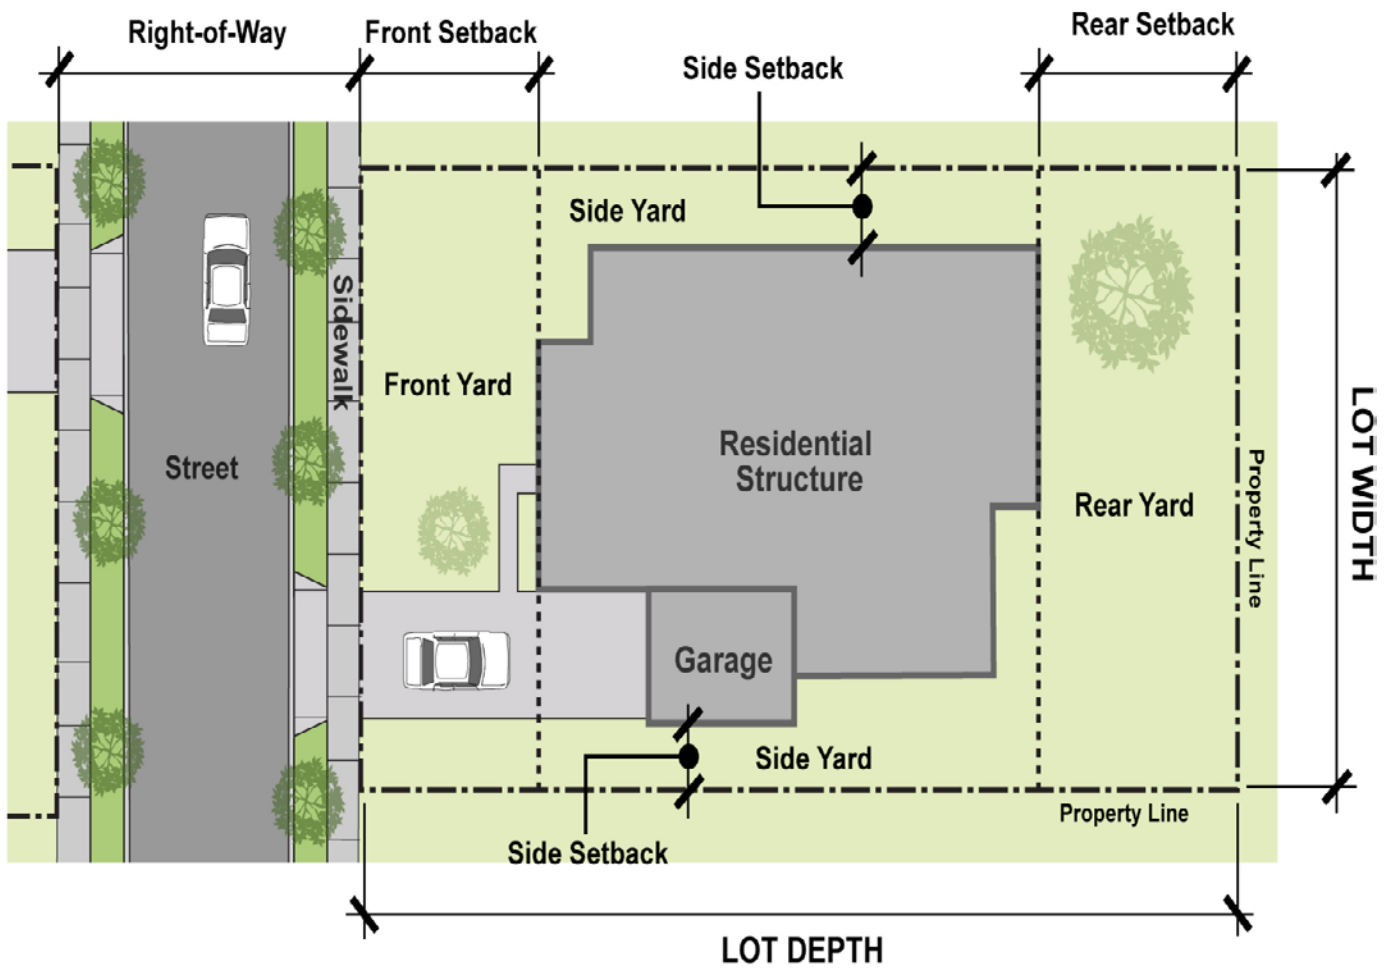 Right-of-Way
Front Setback
Rear Setback
Side Setback
Side Yard
Sidewalk
Front Yard
Street
Residential
Structure
Rear Yard
Property Line
LOT WIDTH
Garage
Side Yard
Property Line
Side Setback
LOT DEPTH